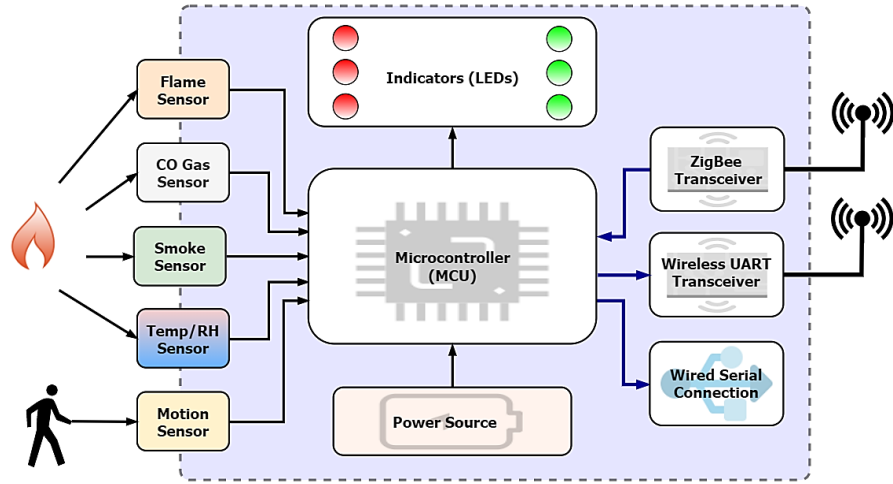 Flame
Sensor
CO Gas
Sensor
Smoke
Sensor
Temp/RH
Sensor
Motion
Sensor
Indicators (LEDs)
Microcontroller
(MCU)
Power Source
ZigBee
Transceiver
Wireless UART
Transceiver
Wired Serial
Connection